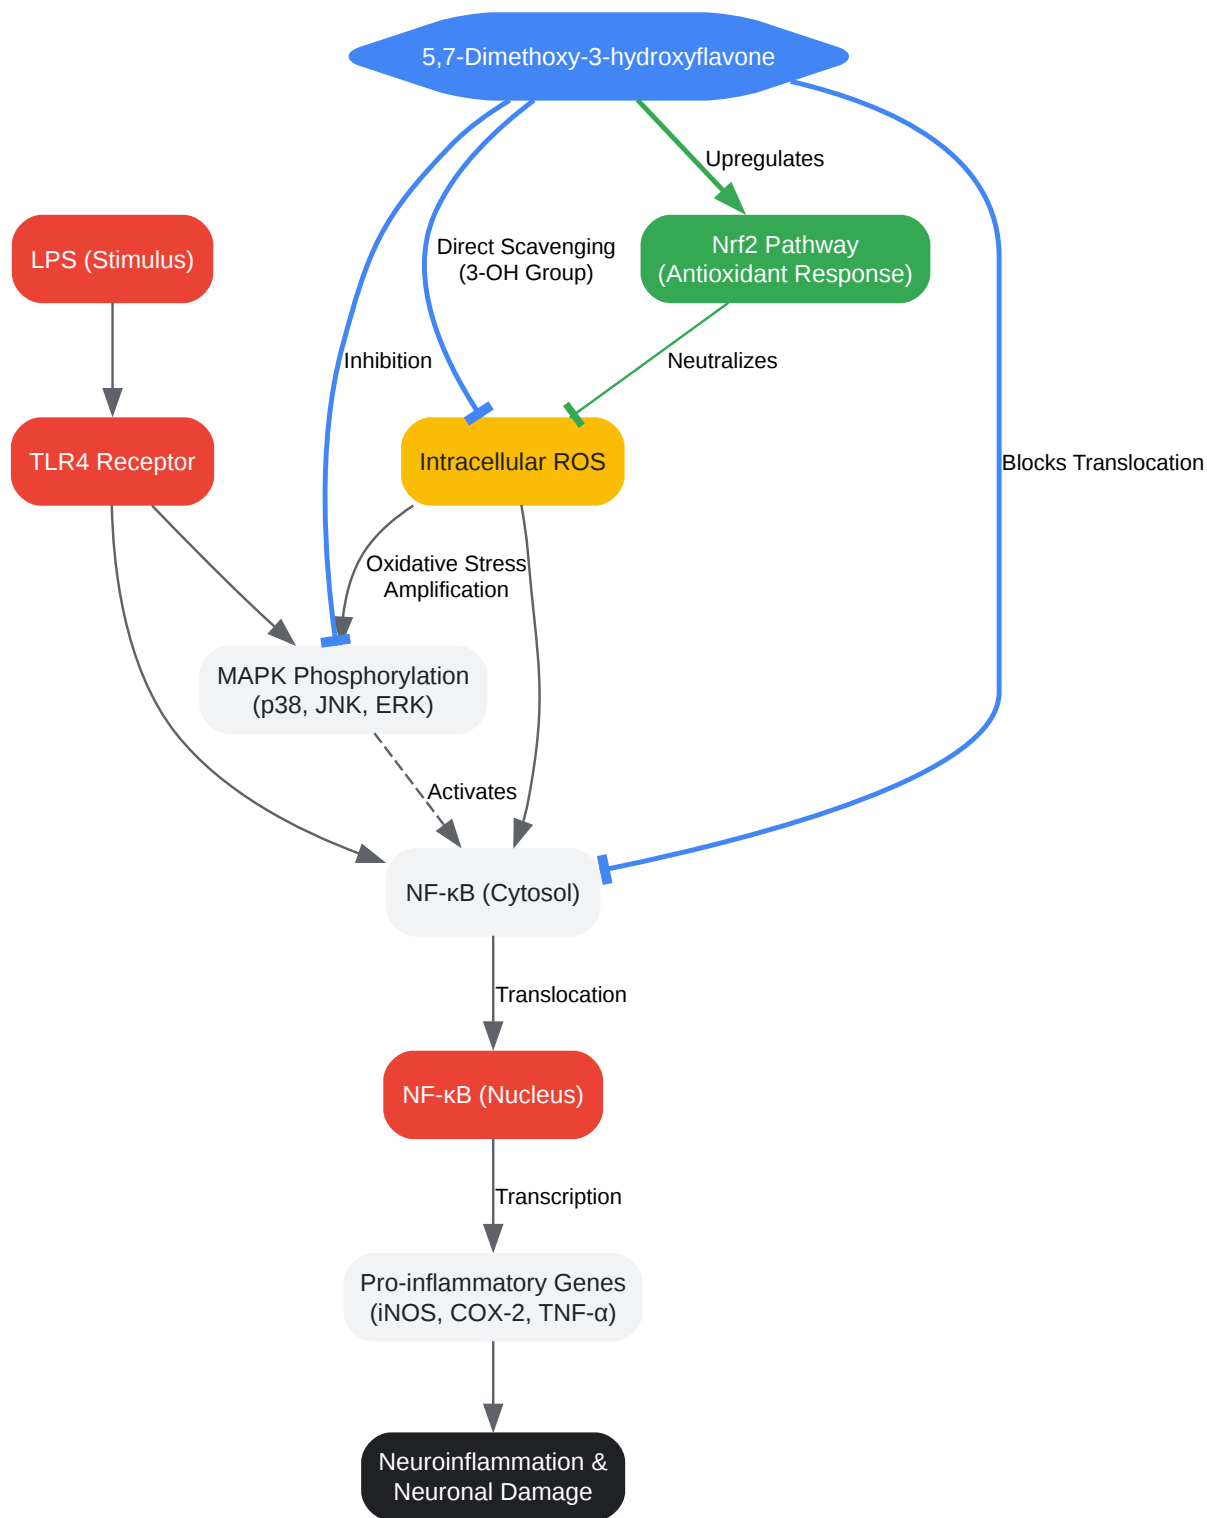 5,7-Dimethoxy-3-hydroxyflavone
Upregulates
LPS (Stimulus)
Direct Scavenging
(3-OH Group)
Nrf2 Pathway
(Antioxidant Response)
Inhibition
Neutralizes
TLR4 Receptor
Intracellular ROS
Blocks Translocation
Oxidative Stress
Amplification
MAPK Phosphorylation
(p38, JNK, ERK)
Activates
NF-κB (Cytosol)
Translocation
NF-κB (Nucleus)
Transcription
Pro-inflammatory Genes
(iNOS, COX-2, TNF-α)
Neuroinflammation &
Neuronal Damage